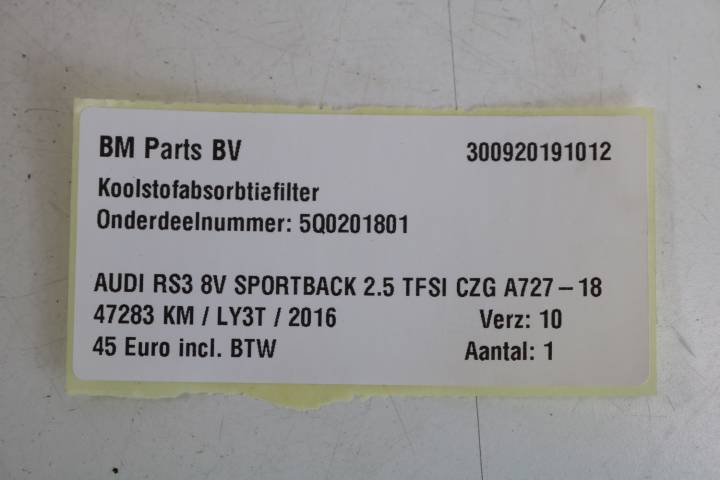 BM Parts BV 300920191012
Koolstofabsorbtiefilter
Onderdeelnummer: 5Q0201801
AUDI RS3 8V SPORTBACK 2.5 TFSI CZG A727-18
47283 KM / LY3T / 2016 Verz: 10
45 Euro incl. BTW Aantal: 1